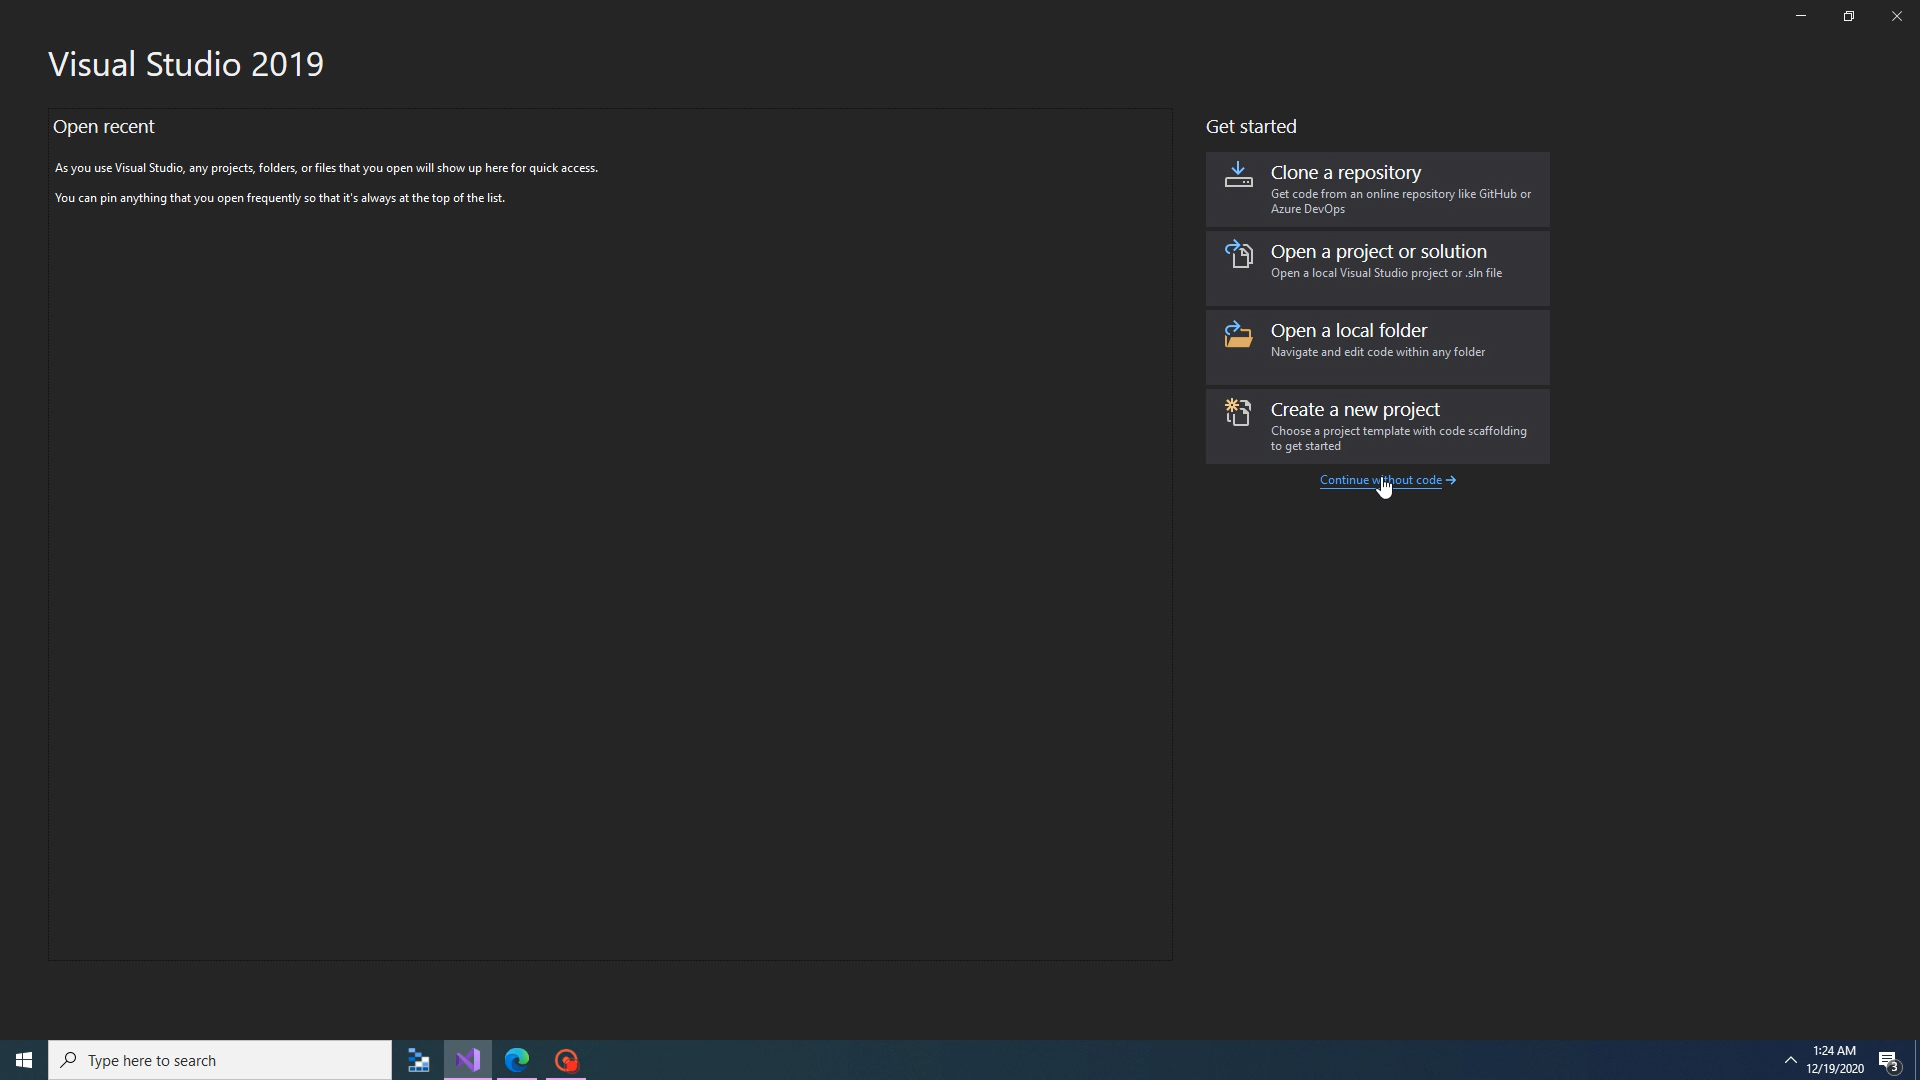 Visual Studio 2019
Open recent
As you use Visual Studio, any projects, folders, or files that you open will show up here for quick access.
You can pin anything that you open frequently so that it's always at the top of the list.
Get started
Clone a repository
Get code from an online repository like GitHub or
Azure DevOps
Open a project or solution
Open a local Visual Studio project or .sln file
Open a local folder
Navigate and edit code within any folder
Create a new project
Choose a project template with code scaffolding
to get started
Continue without code →
Type here to search
1:24 AM
12/19/2020
3